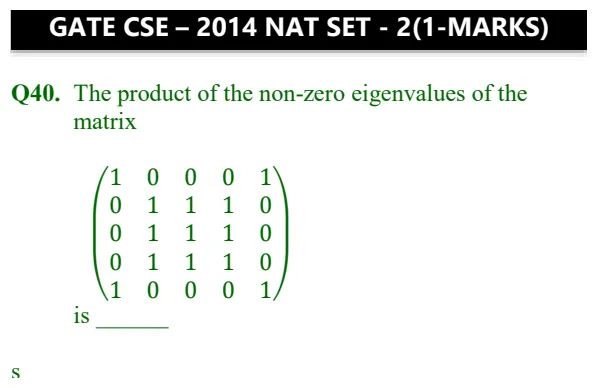 GATE CSE – 2014 NAT SET - 2(1-MARKS)
Q40. The product of the non-zero eigenvalues of the
matrix
1 0 0 0 1
0 1 1 1 0
0 1 1 1 0
0 1 1 1 0
1 0 0 0 1
is ______
s